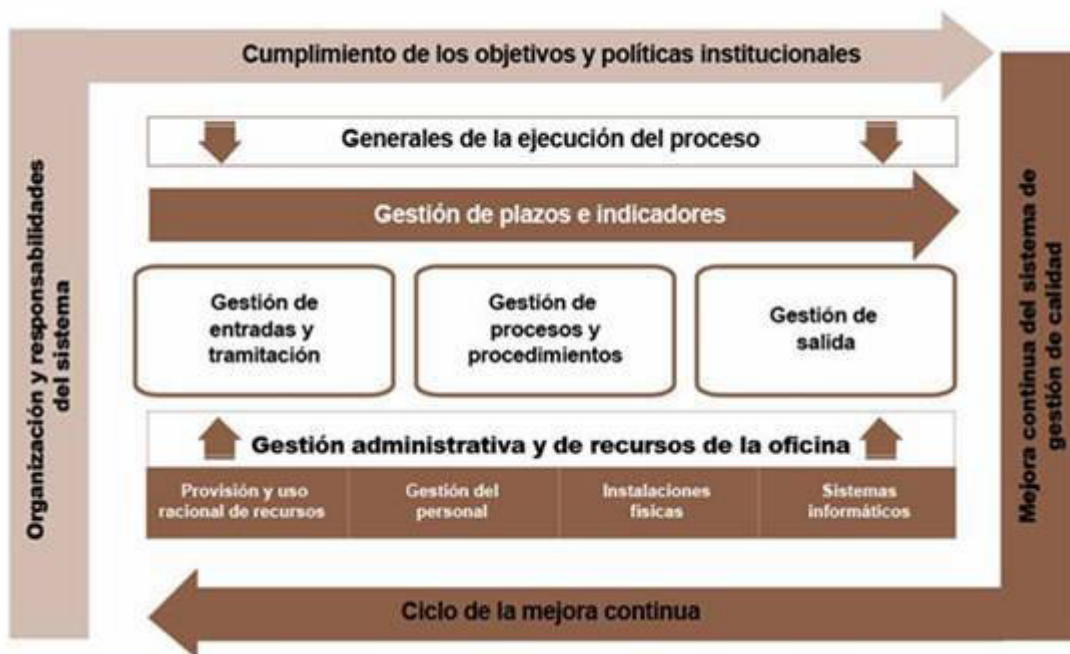 Cumplimiento de los objetivos y políticas institucionales
Organización y responsabilidades
del sistema
Generales de la ejecución del proceso
Gestión de plazos e indicadores
Gestión de
entradas y
tramitación
Gestión de
procesos y
procedimientos
Gestión de
salida
Gestión administrativa y de recursos de la oficina
Provisión y uso
racional de recursos
Gestión del
personal
Instalaciones
físicas
Sistemas
informáticos
Mejora continua del sistema de
gestión de calidad
Ciclo de la mejora continua